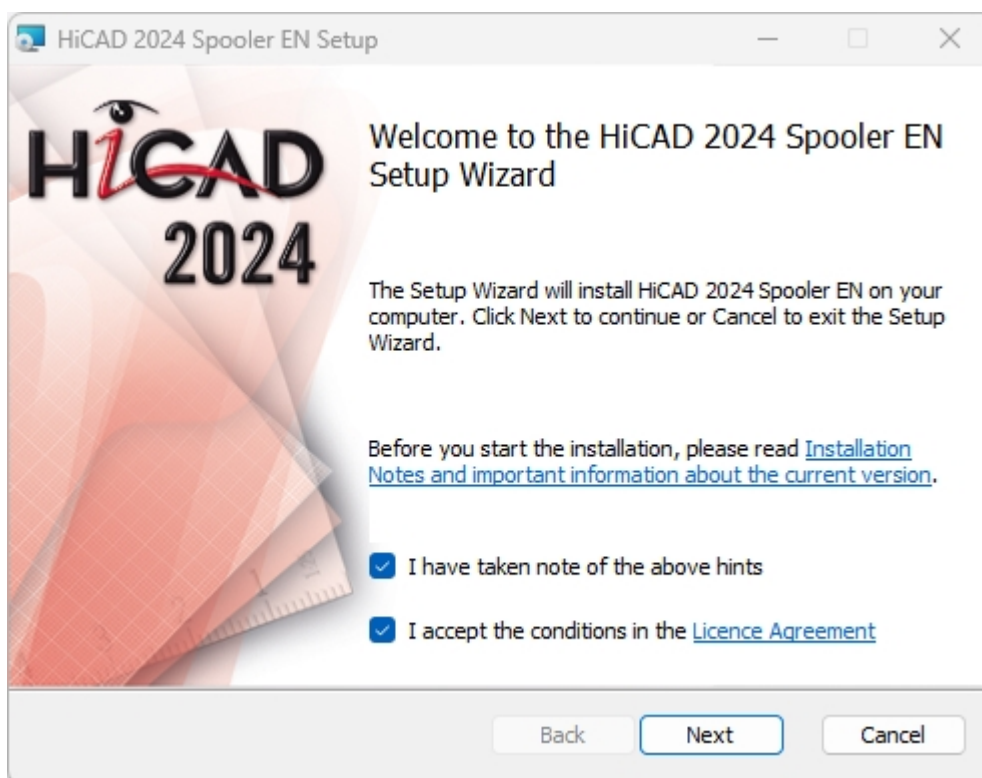 HiCAD 2024 Spooler EN Setup
HiCAD
2024
Welcome to the HiCAD 2024 Spooler EN
Setup Wizard
The Setup Wizard will install HiCAD 2024 Spooler EN on your
computer. Click Next to continue or Cancel to exit the Setup
Wizard.
Before you start the installation, please read Installation
Notes and important information about the current version.
I have taken note of the above hints
I accept the conditions in the Licence Agreement
Back
Next
Cancel